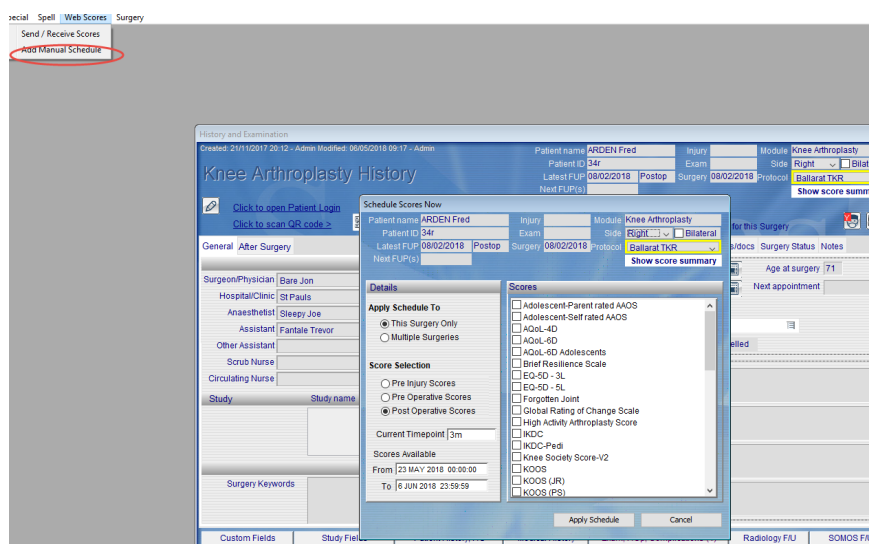 pecial Spell Web Scores Surgery
Send / Receive Scores
Add Manual Schedule
History and Examination
Created: 21/11/2017 20:12 - Admin Modified: 06/05/2018 09:17 - Admin
Knee Arthroplasty History
Patient name ARDEN Fred Injury Module Knee Arthroplasty
Patient ID 34r Exam Side Right Bilat
Latest FUP 08/02/2018 Postop Surgery 08/02/2018 Protocol Ballarat TKR
Next FUP(s) Show score summ
Click to open Patient Login
Click to scan QR code >
for this Surgery
General After Surgery
s/docs Surgery Status Notes
Surgeon/Physician Bare Jon
Hospital/Clinic St Pauls
Anaesthetist Sleepy Joe
Assistant Fantale Trevor
Other Assistant
Scrub Nurse
Circulating Nurse
Study Study name
Surgery Keywords
Age at surgery 71
Next appointment
elled
Schedule Scores Now
Patient name ARDEN Fred Injury Module Knee Arthroplasty
Patient ID 34r Exam Side Right Bilateral
Latest FUP 08/02/2018 Postop Surgery 08/02/2018 Protocol Ballarat TKR
Next FUP(s) Show score summary
Details
Apply Schedule To
This Surgery Only
Multiple Surgeries
Score Selection
Pre Injury Scores
Pre Operative Scores
Post Operative Scores
Current Timepoint 3m
Scores Available
From 23 MAY 2018 00:00:00
To 6 JUN 2018 23:59:59
Scores
Adolescent-Parent rated AAOS
Adolescent-Self rated AAOS
AQoL-4D
AQoL-6D
AQoL-6D Adolescents
Brief Resilience Scale
EQ-5D - 3L
EQ-5D - 5L
Forgotten Joint
Global Rating of Change Scale
High Activity Arthroplasty Score
IKDC
IKDC-Pedi
Knee Society Score-V2
KOOS
KOOS (JR)
KOOS (PS)
Apply Schedule Cancel
Custom Fields Study Fiel
Radiology F/U SOMOS F/